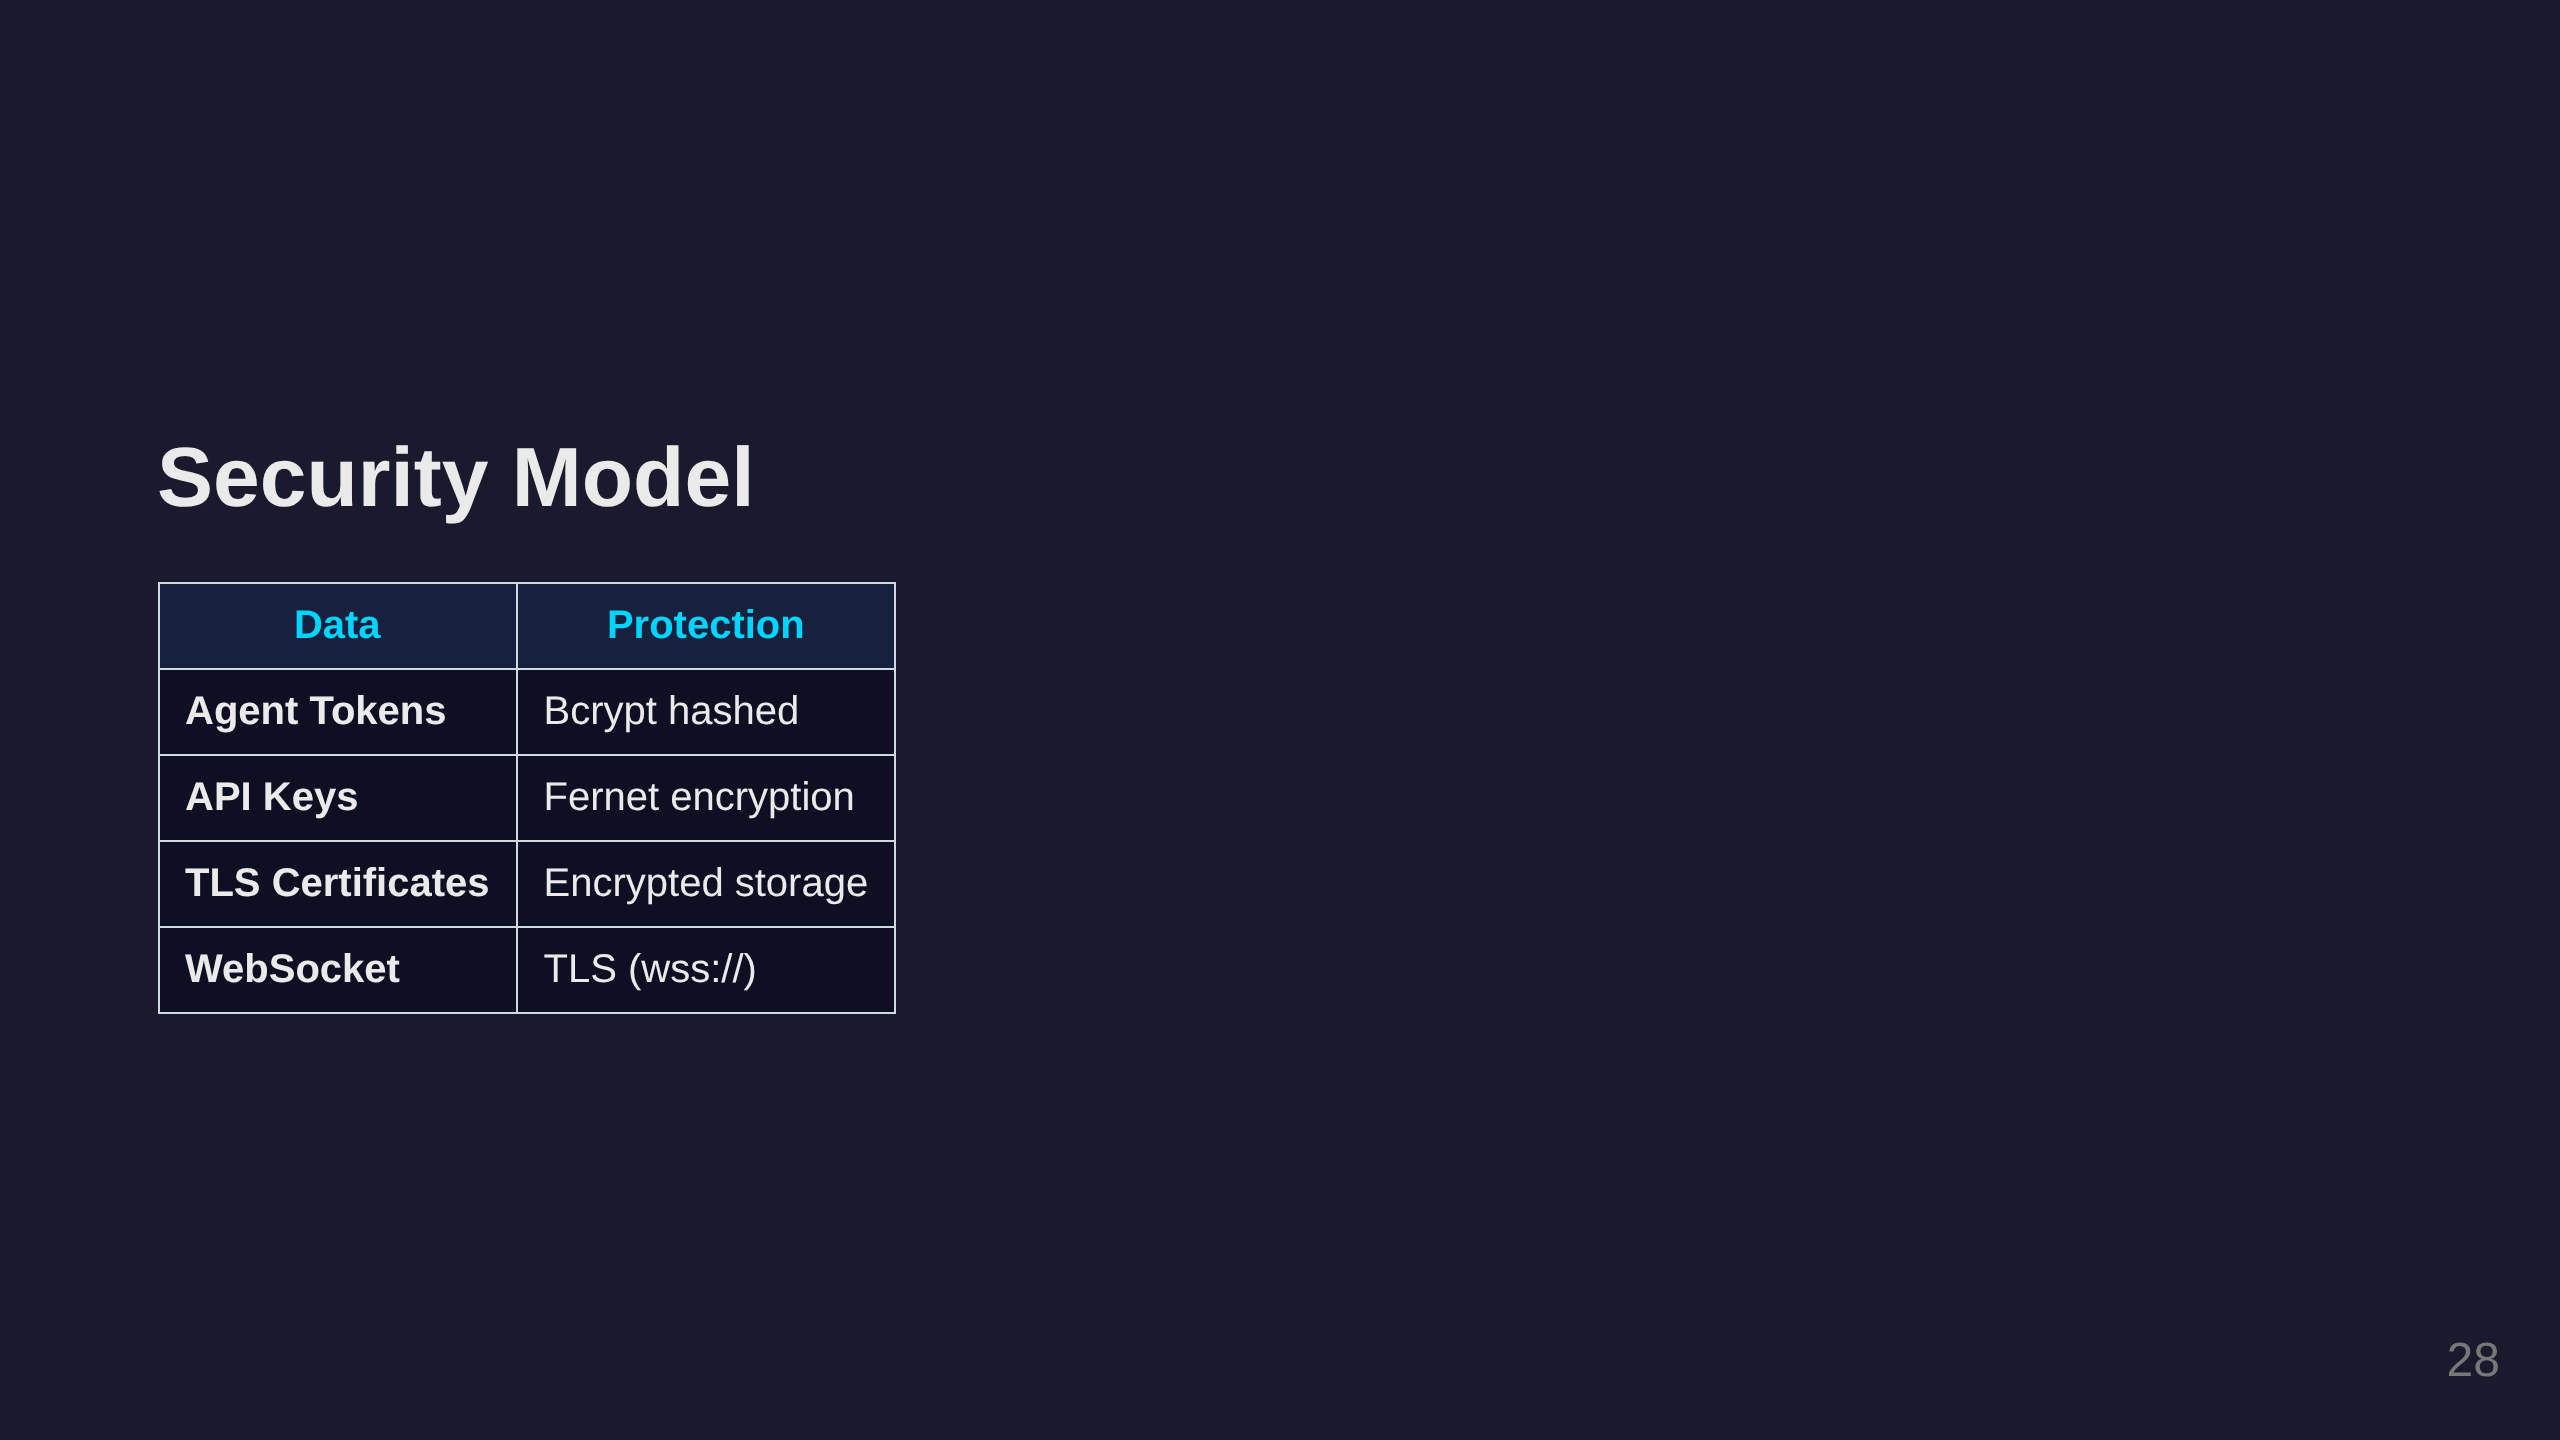 Security Model
Data Protection
Agent Tokens Bcrypt hashed
API Keys Fernet encryption
TLS Certificates Encrypted storage
WebSocket TLS (wss://)
28